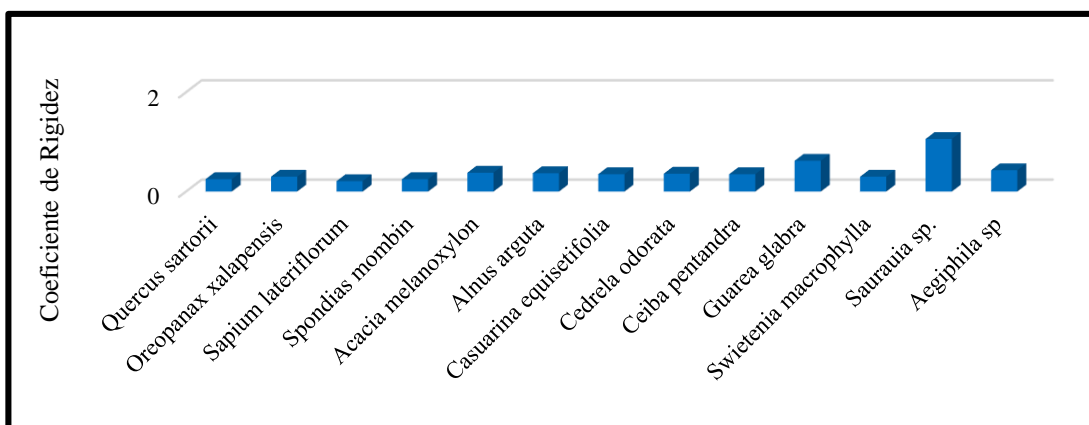 Coeficiente de Rigidez
2
0
Quercus sartorii
Oreopanax xalapensis
Sapium lateriflorum
Spondias mombin
Acacia melanoxylon
Alnus arguta
Casuarina equisetifolia
Cedrela odorata
Ceiba pentandra
Guarea glabra
Swietenia macrophylla
Saurauia sp.
Aegiphila sp